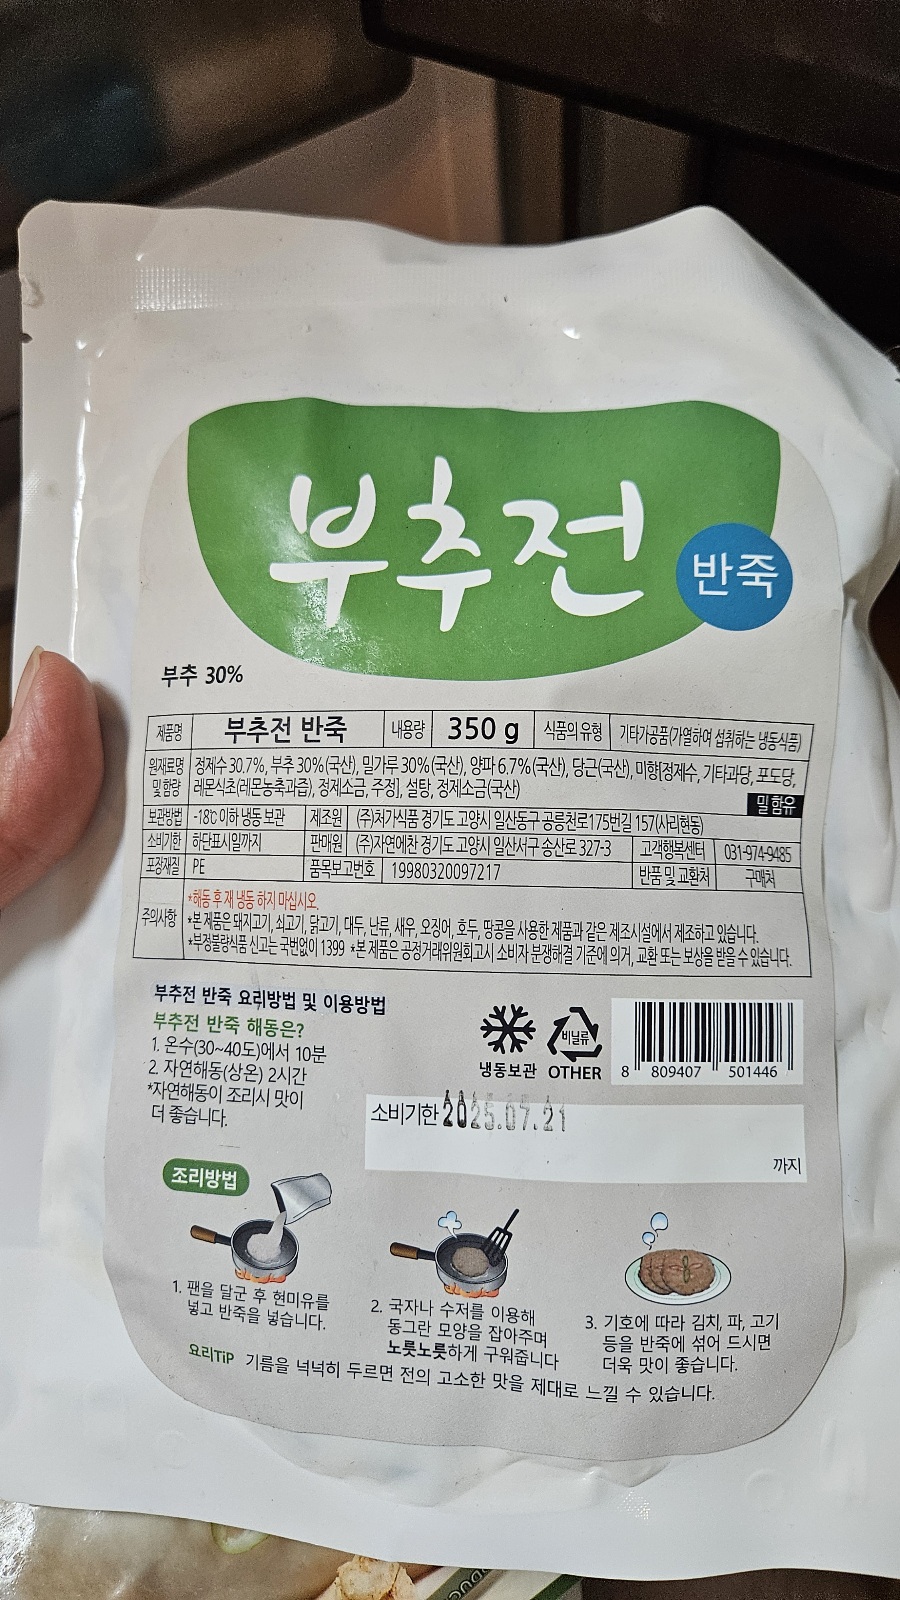 부추전
반죽
부추 30%
제품명 부추전 반죽 내용량 350 g 식품의 유형 기타가공품(가열하여 섭취하는 냉동식품)
원재료명 및 함량 정제수 30.7%, 부추 30%(국산), 밀가루 30%(국산), 양파 6.7%(국산), 당근(국산), 미향[정제수, 기타과당, 포도당,
레몬식초(레몬농축과즙), 정제소금, 주정], 설탕, 정제소금(국산)
밀 함유
보관방법 -18℃ 이하 냉동 보관 제조원 (주)처가식품 경기도 고양시 일산동구 공릉천로175번길 157(사리현동)
소비기한 하단표시일까지 판매원 (주)자연에찬 경기도 고양시 일산서구 송산로 327-3 고객행복센터 031-974-9485
포장재질 PE 품목보고번호 19980320097217 반품 및 교환처 구매처
주의사항 *해동 후 재 냉동 하지 마십시오.
*본 제품은 돼지고기, 쇠고기, 닭고기, 대두, 난류, 새우, 오징어, 호두, 땅콩을 사용한 제품과 같은 제조시설에서 제조하고 있습니다.
*부정불량식품 신고는 국번없이 1399 *본 제품은 공정거래위원회고시 소비자 분쟁해결 기준에 의거, 교환 또는 보상을 받을 수 있습니다.
부추전 반죽 요리방법 및 이용방법
부추전 반죽 해동은?
1. 온수(30~40도)에서 10분
2. 자연해동(상온) 2시간
*자연해동이 조리시 맛이
더 좋습니다.
냉동보관
비닐류
OTHER
8 809407 501446
소비기한 2025.07.21
까지
조리방법
1. 팬을 달군 후 현미유를
넣고 반죽을 넣습니다.
2. 국자나 수저를 이용해
동그란 모양을 잡아주며
노릇노릇하게 구워줍니다
3. 기호에 따라 김치, 파, 고기
등을 반죽에 섞어 드시면
더욱 맛이 좋습니다.
요리TiP 기름을 넉넉히 두르면 전의 고소한 맛을 제대로 느낄 수 있습니다.